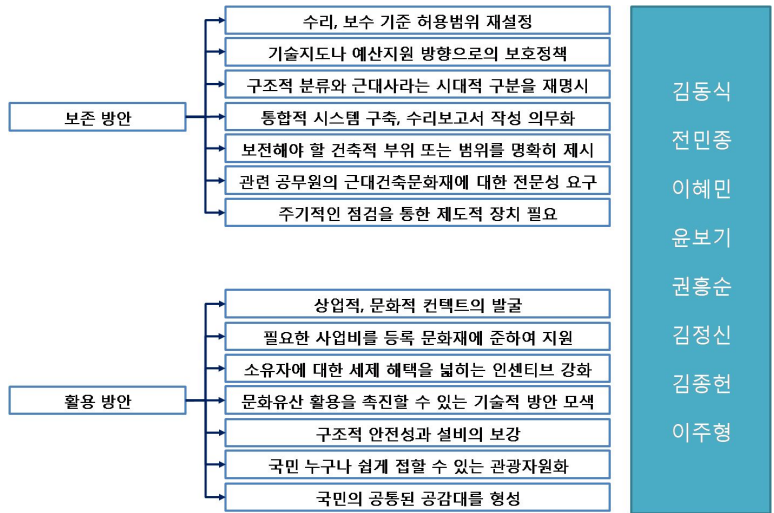 보존 방안
수리, 보수 기준 허용범위 재설정
기술지도나 예산지원 방향으로의 보호정책
구조적 분류와 근대사라는 시대적 구분을 재명시
통합적 시스템 구축, 수리보고서 작성 의무화
보전해야 할 건축적 부위 또는 범위를 명확히 제시
관련 공무원의 근대건축문화재에 대한 전문성 요구
주기적인 점검을 통한 제도적 장치 필요
활용 방안
상업적, 문화적 컨텍트의 발굴
필요한 사업비를 등록 문화재에 준하여 지원
소유자에 대한 세제 해택을 넓히는 인센티브 강화
문화유산 활용을 촉진할 수 있는 기술적 방안 모색
구조적 안전성과 설비의 보강
국민 누구나 쉽게 접할 수 있는 관광자원화
국민의 공통된 공감대를 형성
김동식
전민종
이혜민
윤보기
권흥순
김정신
김종헌
이주형